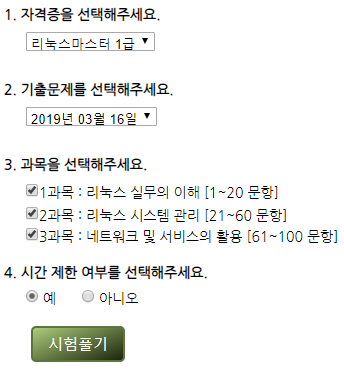 1. 자격증을 선택해주세요.
리눅스마스터 1급
2. 기출문제를 선택해주세요.
2019년 03월 16일
3. 과목을 선택해주세요.
1과목 : 리눅스 실무의 이해 [1~20 문항]
2과목 : 리눅스 시스템 관리 [21~60 문항]
3과목 : 네트워크 및 서비스의 활용 [61~100 문항]
4. 시간 제한 여부를 선택해주세요.
예 아니오
시험풀기